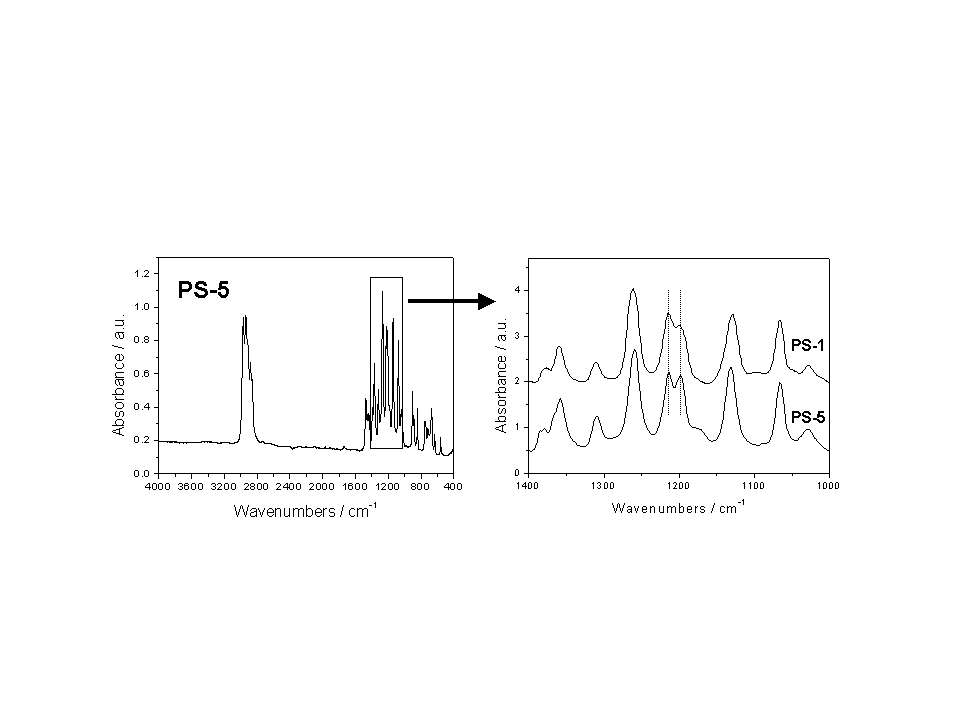 PS-5
1.2
1.0
0.8
0.6
0.4
0.2
0.0
Absorbance / a.u.
4000 3600 3200 2800 2400 2000 1600 1200 800 400
Wavenumbers / cm⁻¹
4
3
2
1
0
Absorbance / a.u.
PS-1
PS-5
1400 1300 1200 1100 1000
Wavenumbers / cm⁻¹